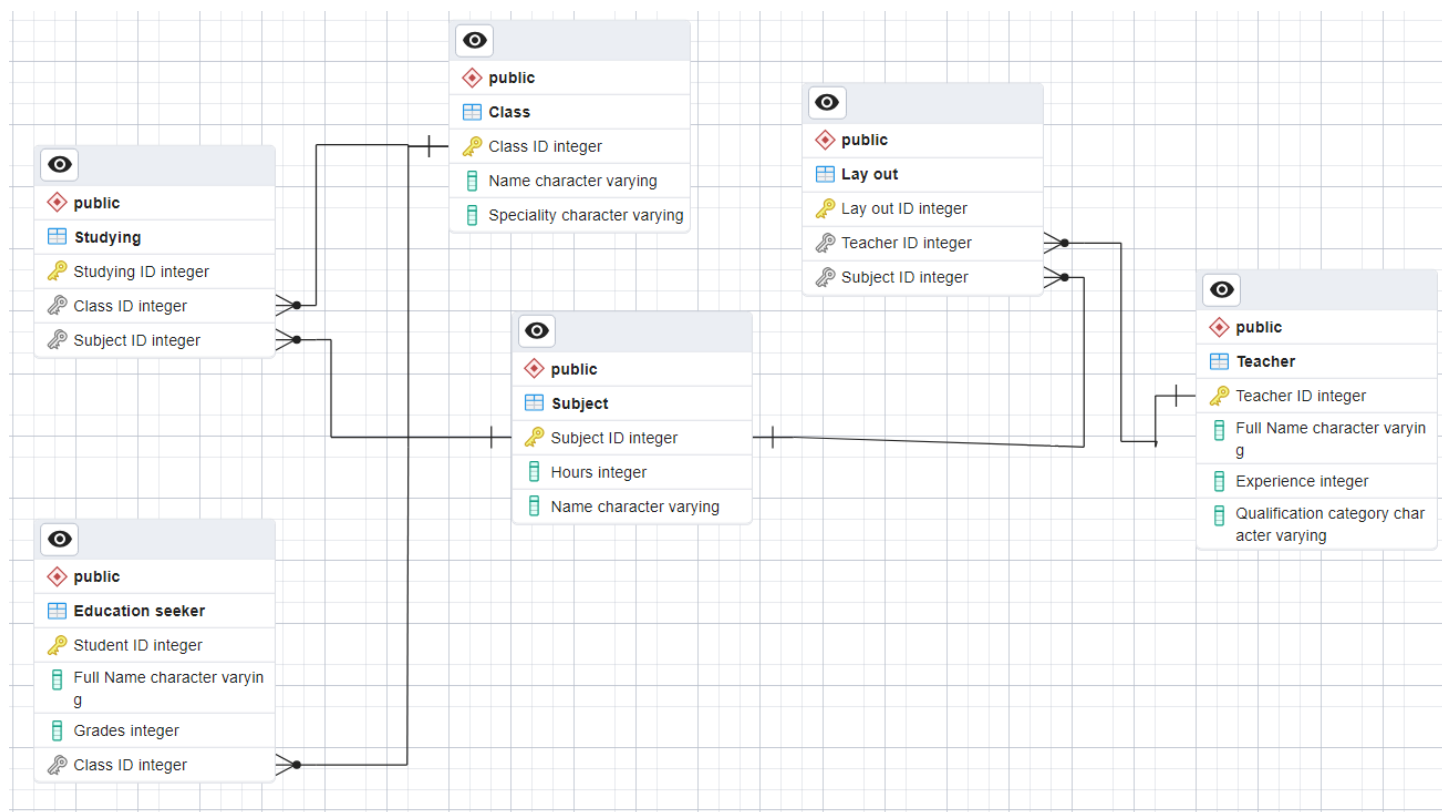 public
Class
Class ID integer
Name character varying
Speciality character varying
public
Lay out
Lay out ID integer
Teacher ID integer
Subject ID integer
public
Studying
Studying ID integer
Class ID integer
Subject ID integer
public
Teacher
Teacher ID integer
Full Name character varyin
g
Experience integer
Qualification category char
acter varying
public
Subject
Subject ID integer
Hours integer
Name character varying
public
Education seeker
Student ID integer
Full Name character varyin
g
Grades integer
Class ID integer